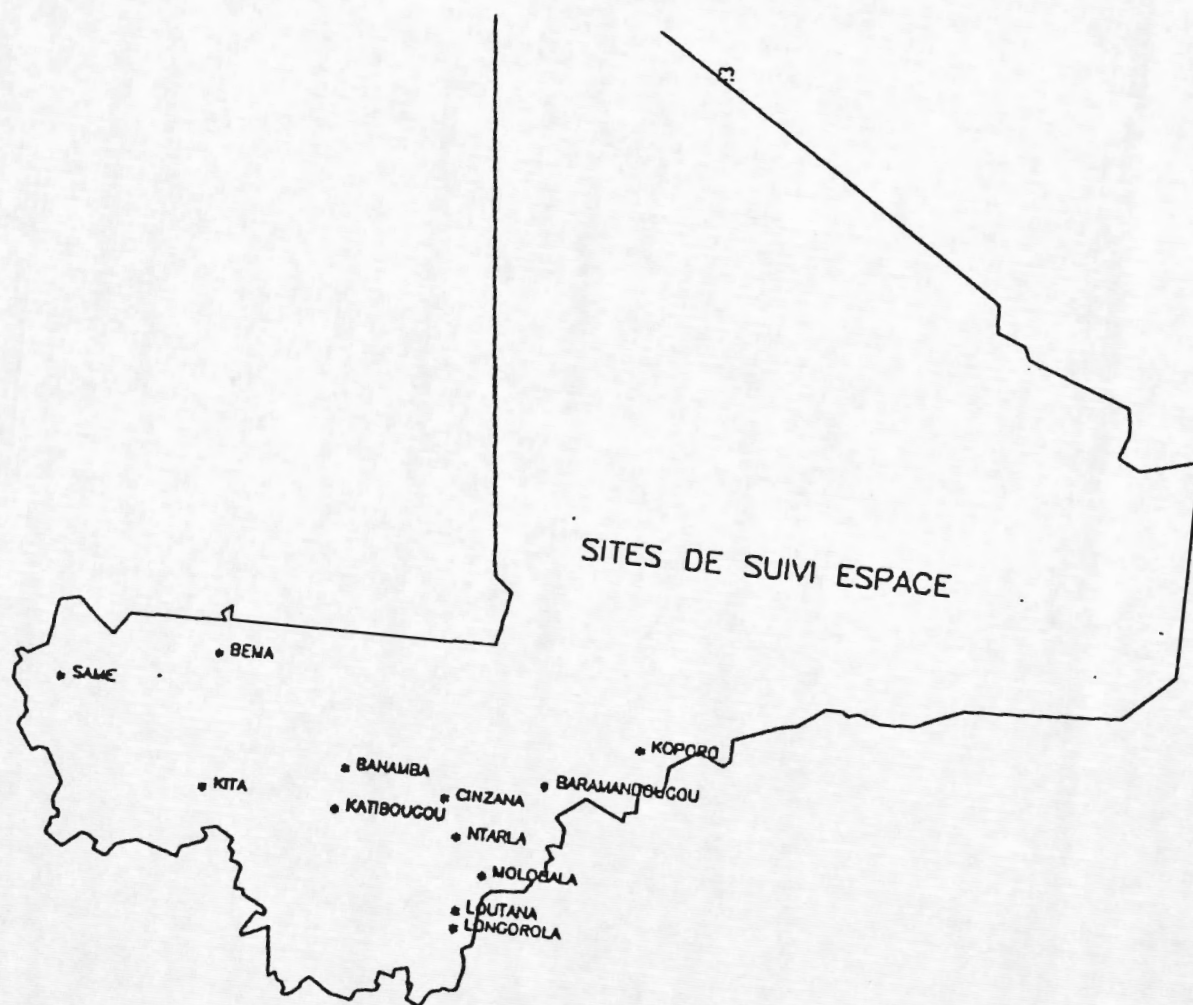 SITES DE SUIVI ESPACE
* BEMA
* SAME
* KOPORO
* BANAMBA
* KITA
* BARAMANDOUGOU
* CINZANA
* KATIBOUGOU
* NTARLA
* MOLOBALA
* LOUTANA
* LONGOROLA